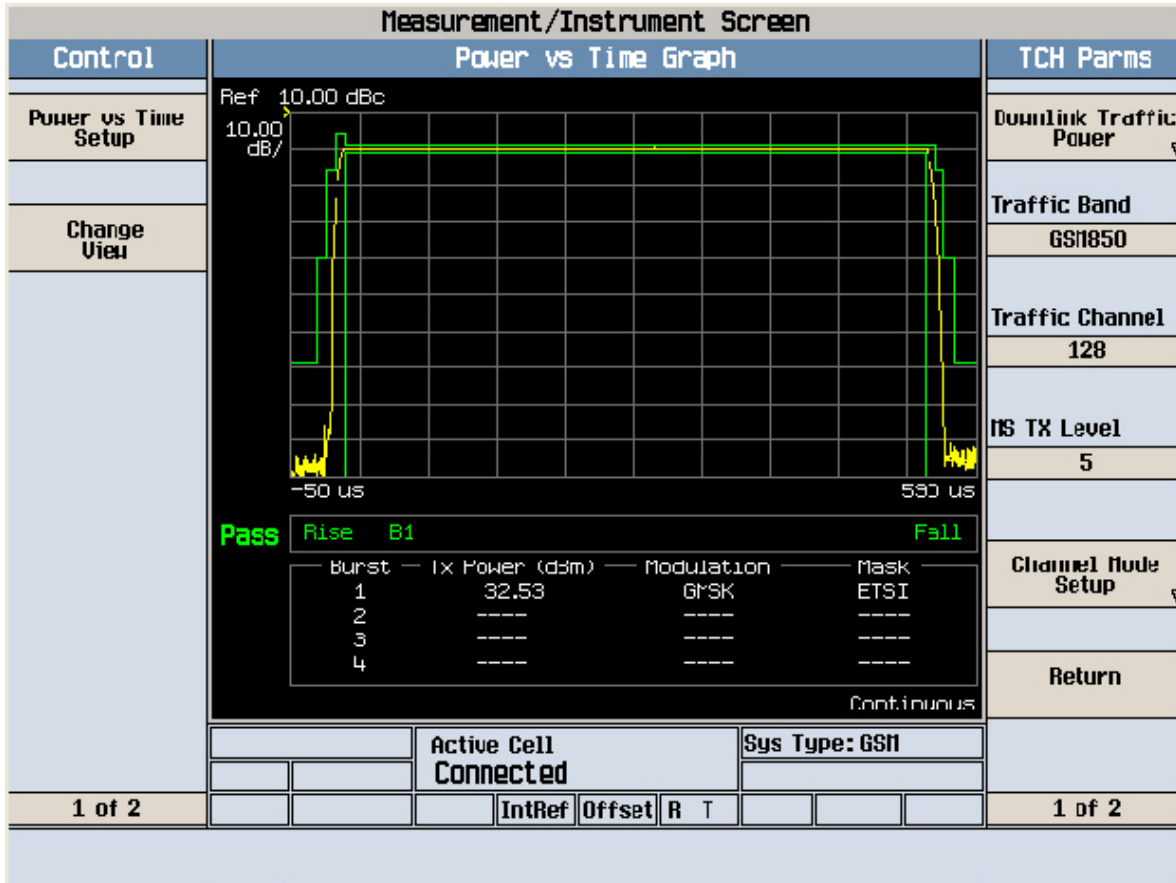 Measurement/Instrument Screen
Control
Power vs Time Graph
TCH Parms
Power vs Time
Setup
Change
View
1 of 2
Ref 10.00 dBc
10.00
dB/
-50 us
590 us
Pass
Rise B1 Fall
Burst Tx Power (dBm) Modulation Mask
1 32.53 GMSK ETSI
2 ---- ---- ----
3 ---- ---- ----
4 ---- ---- ----
Continuous
Active Cell
Connected
Sys Type: GSM
IntRef Offset R T
Downlink Traffic
Power
Traffic Band
GSM850
Traffic Channel
128
MS TX Level
5
Channel Mode
Setup
Return
1 of 2